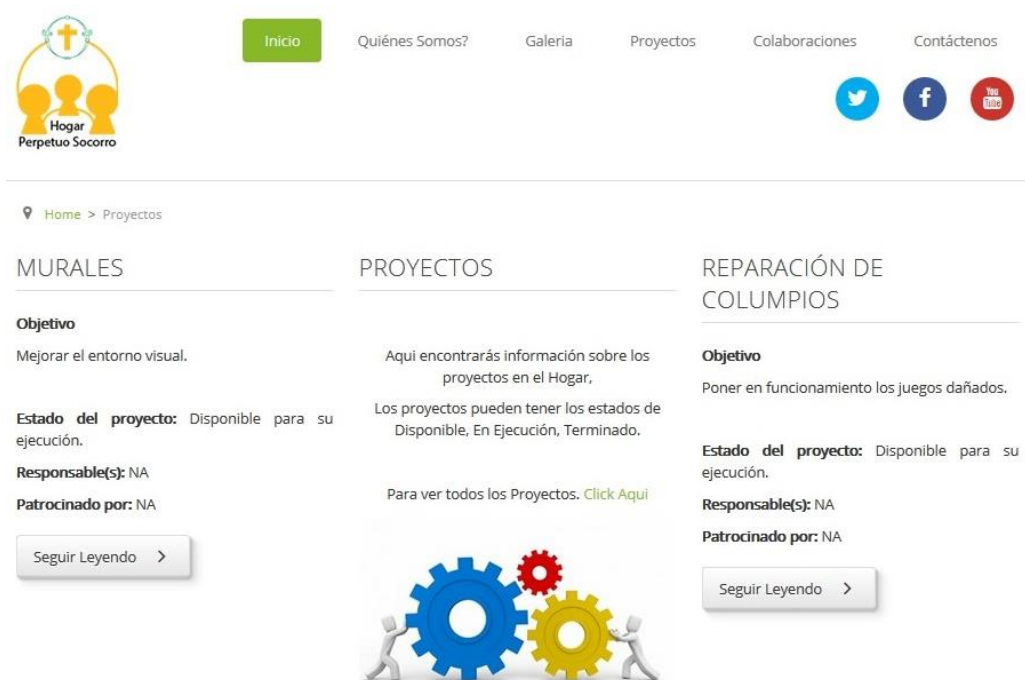 Hogar
Perpetuo Socorro
Inicio
Quiénes Somos?
Galeria
Proyectos
Colaboraciones
Contáctenos
You
Tube
Home > Proyectos
MURALES
Objetivo
Mejorar el entorno visual.
Estado del proyecto: Disponible para su
ejecución.
Responsable(s): NA
Patrocinado por: NA
Seguir Leyendo
PROYECTOS
Aqui encontrarás información sobre los
proyectos en el Hogar,
Los proyectos pueden tener los estados de
Disponible, En Ejecución, Terminado.
Para ver todos los Proyectos. Click Aqui
REPARACIÓN DE
COLUMPIOS
Objetivo
Poner en funcionamiento los juegos dañados.
Estado del proyecto: Disponible para su
ejecución.
Responsable(s): NA
Patrocinado por: NA
Seguir Leyendo